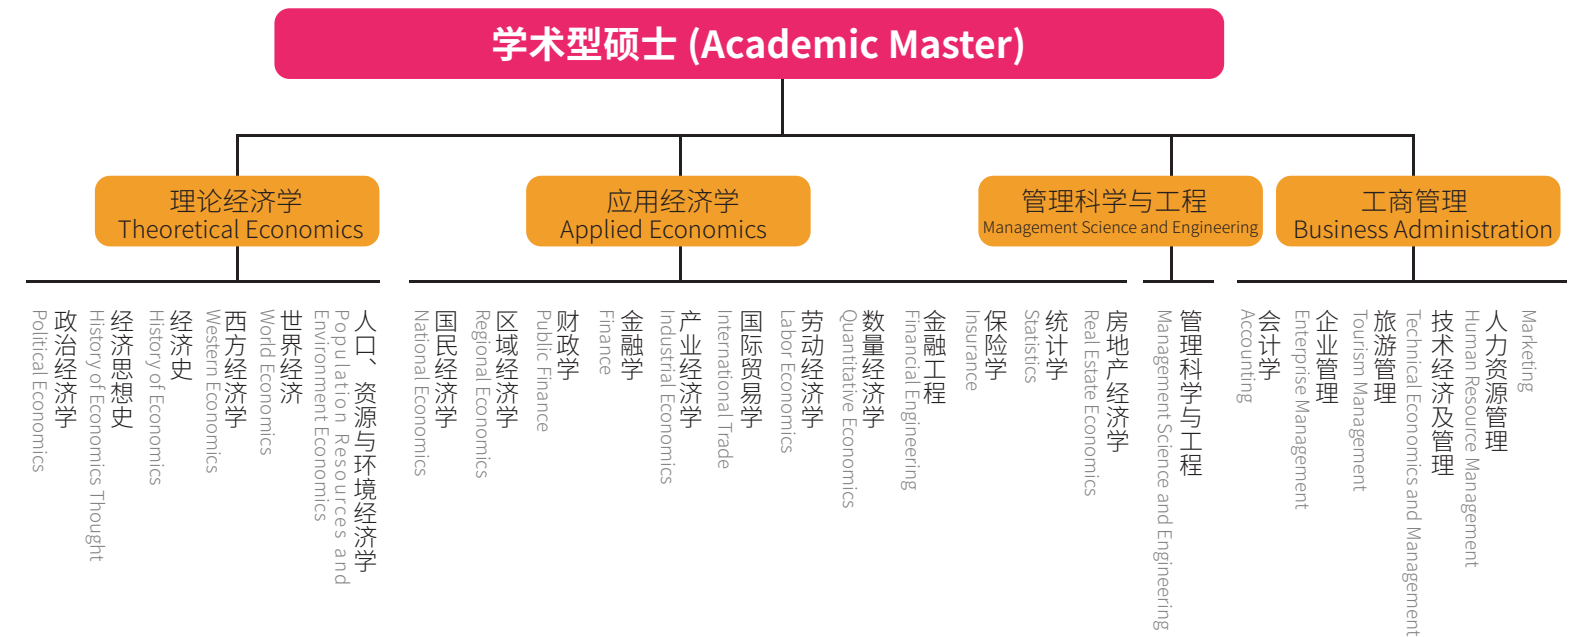 学术型硕士 (Academic Master)
理论经济学
Theoretical Economics
应用经济学
Applied Economics
管理科学与工程
Management Science and Engineering
工商管理
Business Administration
政治经济学
Political Economics
经济思想史
History of Economics Thought
经济史
History of Economics
西方经济学
Western Economics
世界经济
World Economics
人口、资源与环境经济学
Population Resources and
Environment Economics
国民经济学
National Economics
区域经济学
Regional Economics
财政学
Public Finance
金融学
Finance
产业经济学
Industrial Economics
国际贸易学
International Trade
劳动经济学
Labor Economics
数量经济学
Quantitative Economics
金融工程
Financial Engineering
保险学
Insurance
统计学
Statistics
房地产经济学
Real Estate Economics
管理科学与工程
Management Science and Engineering
会计学
Accounting
企业管理
Enterprise Management
旅游管理
Tourism Management
技术经济及管理
Technical Economics and Management
人力资源管理
Human Resource Management
Marketing